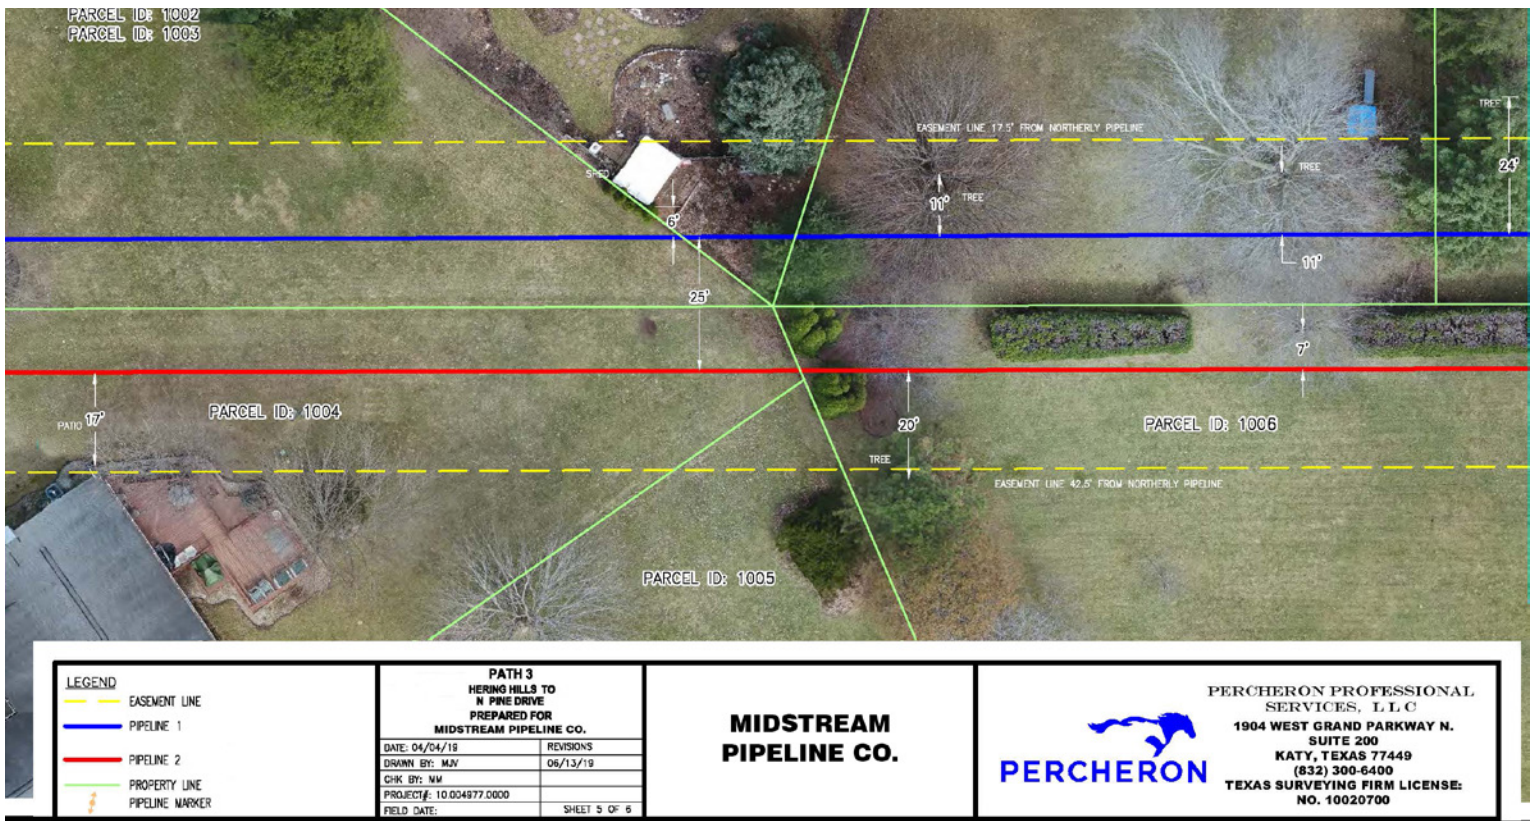 PARCEL ID: 1002
PARCEL ID: 1003
EASEMENT LINE 17.5' FROM NORTHERLY PIPELINE
TREE
24'
SHED
TREE
11'
TREE
6'
11'
25'
7'
PATIO
17'
PARCEL ID: 1004
20'
PARCEL ID: 1006
TREE
EASEMENT LINE 42.5' FROM NORTHERLY PIPELINE
PARCEL ID: 1005
LEGEND
EASEMENT LINE
PIPELINE 1
PIPELINE 2
PROPERTY LINE
PIPELINE MARKER
PATH 3
HERING HILLS TO
N PINE DRIVE
PREPARED FOR
MIDSTREAM PIPELINE CO.
DATE: 04/04/19
REVISIONS
DRAWN BY: MJV
06/13/19
CHK BY: NM
PROJECT#: 10.004977.0000
FIELD DATE:
SHEET 5 OF 6
MIDSTREAM
PIPELINE CO.
PERCHERON
PERCHERON PROFESSIONAL
SERVICES, LLC
1904 WEST GRAND PARKWAY N.
SUITE 200
KATY, TEXAS 77449
(832) 300-6400
TEXAS SURVEYING FIRM LICENSE:
NO. 10020700